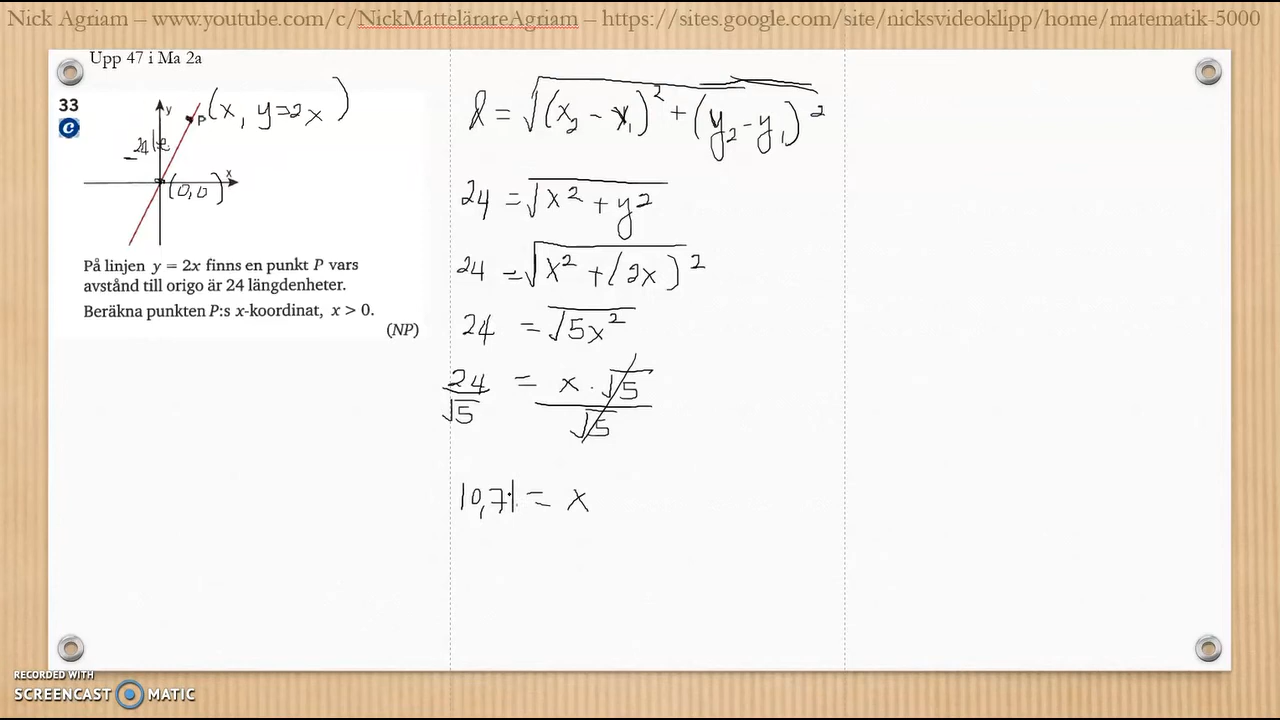 Nick Agriam – www.youtube.com/c/NickMattelärareAgriam – https://sites.google.com/site/nicksvideoklipp/home/matematik-5000
Upp 47 i Ma 2a
33
y
P (x, y=2x)
24 le
x
(0,0)
På linjen y = 2x finns en punkt P vars
avstånd till origo är 24 längdenheter.
Beräkna punkten P:s x-koordinat, x > 0.
(NP)
d = √(x₂ - x₁)² + (y₂ - y₁)²
24 = √x² + y²
24 = √x² + (2x)²
24 = √5x²
24/√5 = x · √5/√5
10,7 = x
RECORDED WITH
SCREENCAST MATIC